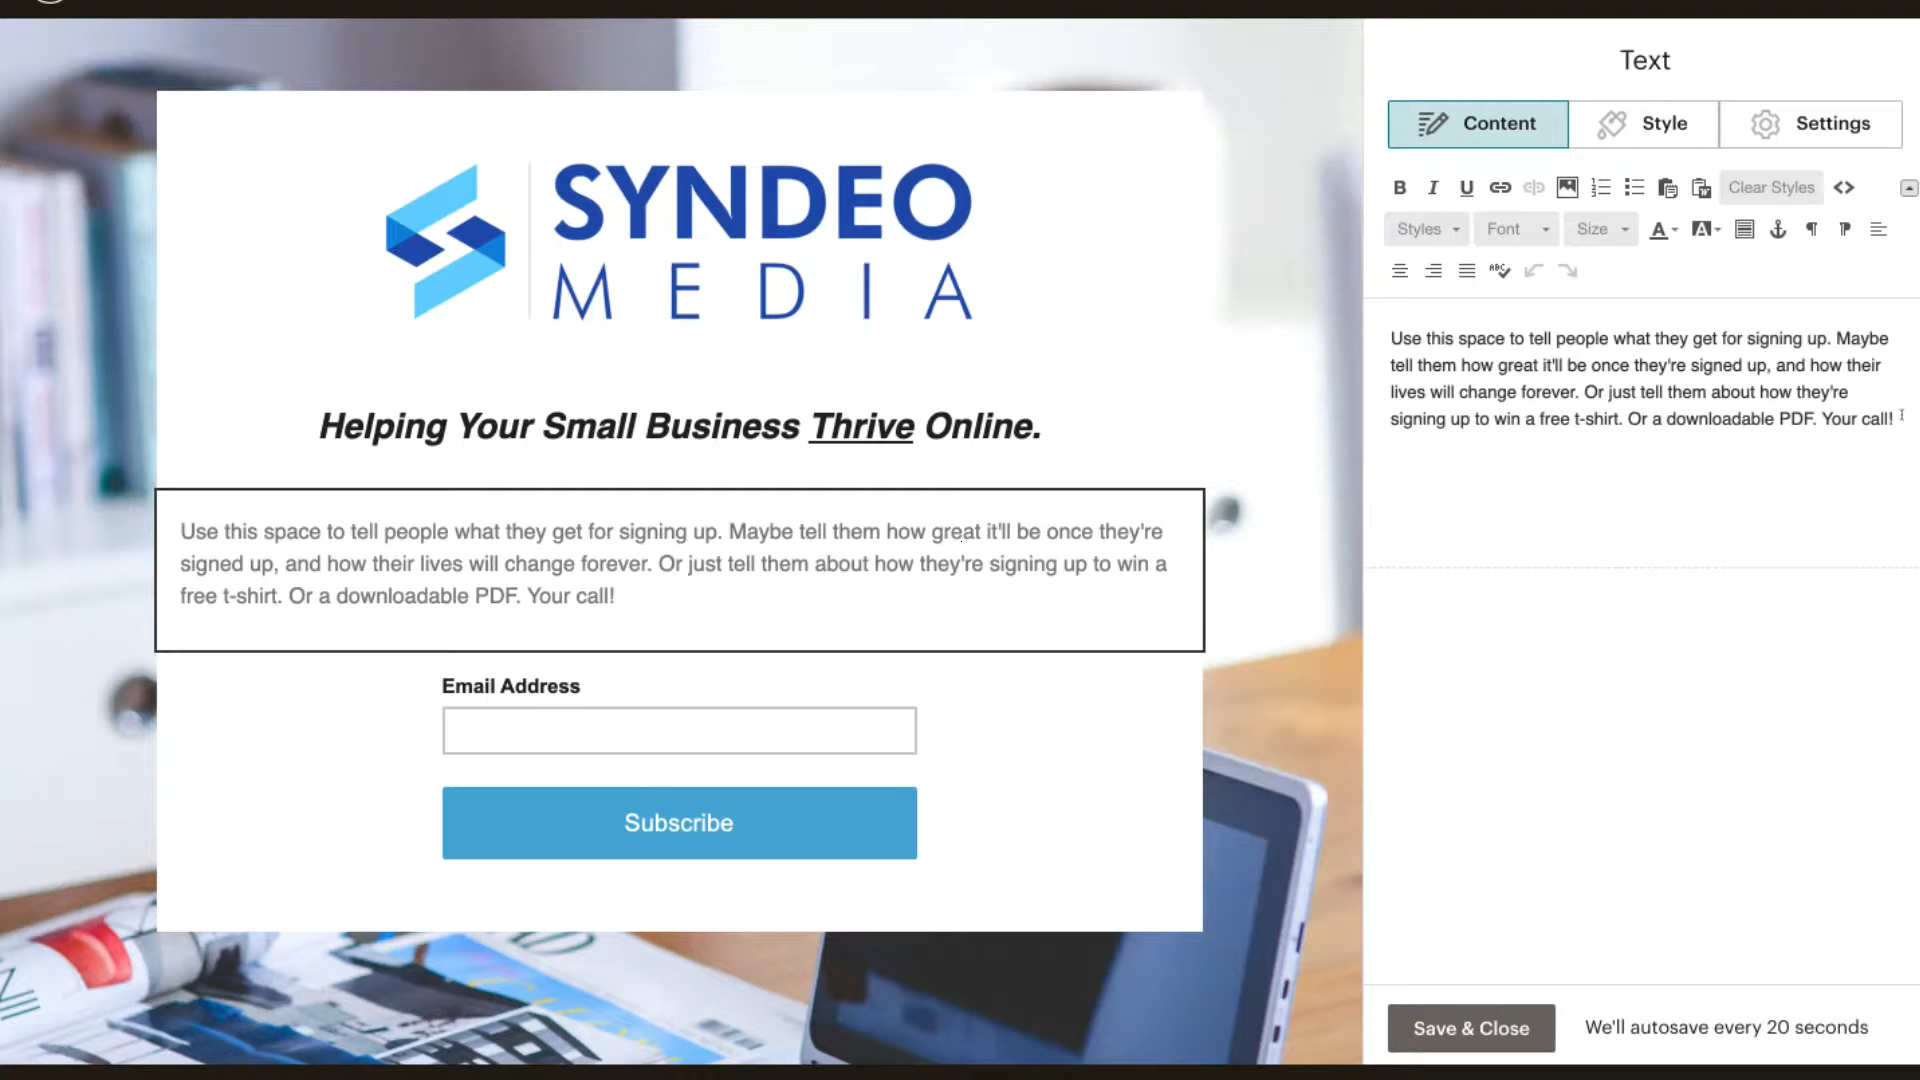 Text
Content
Style
Settings
Clear Styles
Styles
Font
Size
SYNDEO
MEDIA
Helping Your Small Business Thrive Online.
Use this space to tell people what they get for signing up. Maybe tell them how great it'll be once they're
signed up, and how their lives will change forever. Or just tell them about how they're signing up to win a
free t-shirt. Or a downloadable PDF. Your call!
Email Address
Subscribe
Use this space to tell people what they get for signing up. Maybe
tell them how great it'll be once they're signed up, and how their
lives will change forever. Or just tell them about how they're
signing up to win a free t-shirt. Or a downloadable PDF. Your call!
Save & Close
We'll autosave every 20 seconds